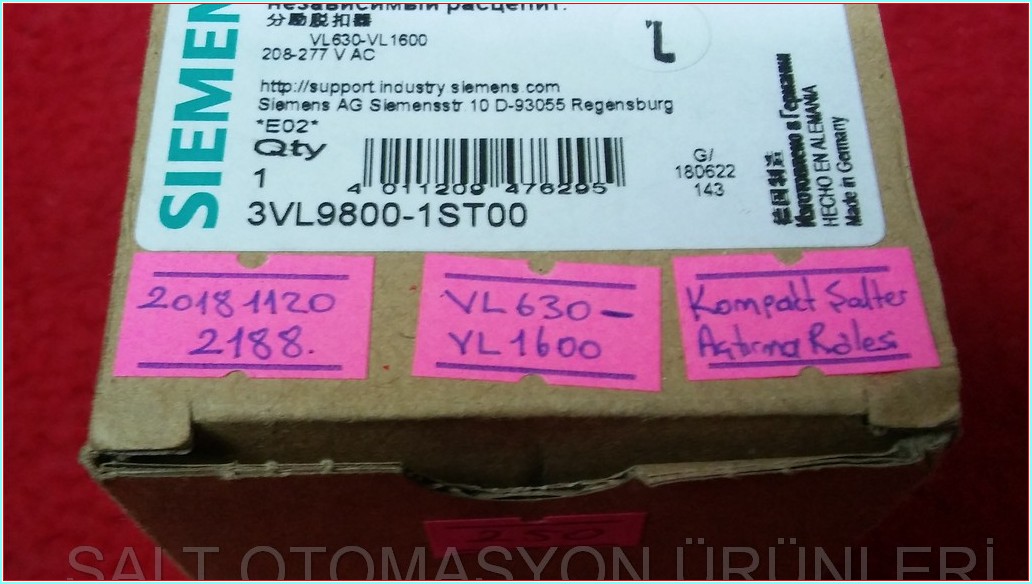 независимый расцепит.
分励脱扣器
VL630-VL1600
208-277 V AC
http://support industry siemens com
Siemens AG Siemensstr 10 D-93055 Regensburg
*E02*
Qty
1
4 011209 476295
3VL9800-1ST00
G/
180622
143
SIEMEN
德国制造
Изготовлено в Германии
HECHO EN ALEMANIA
Made in Germany
20181120
2188.
VL630-
VL1600
Kompakt Şalter
Açtırma Rölesi
250
SALT OTOMASYON ÜRÜNLERİ